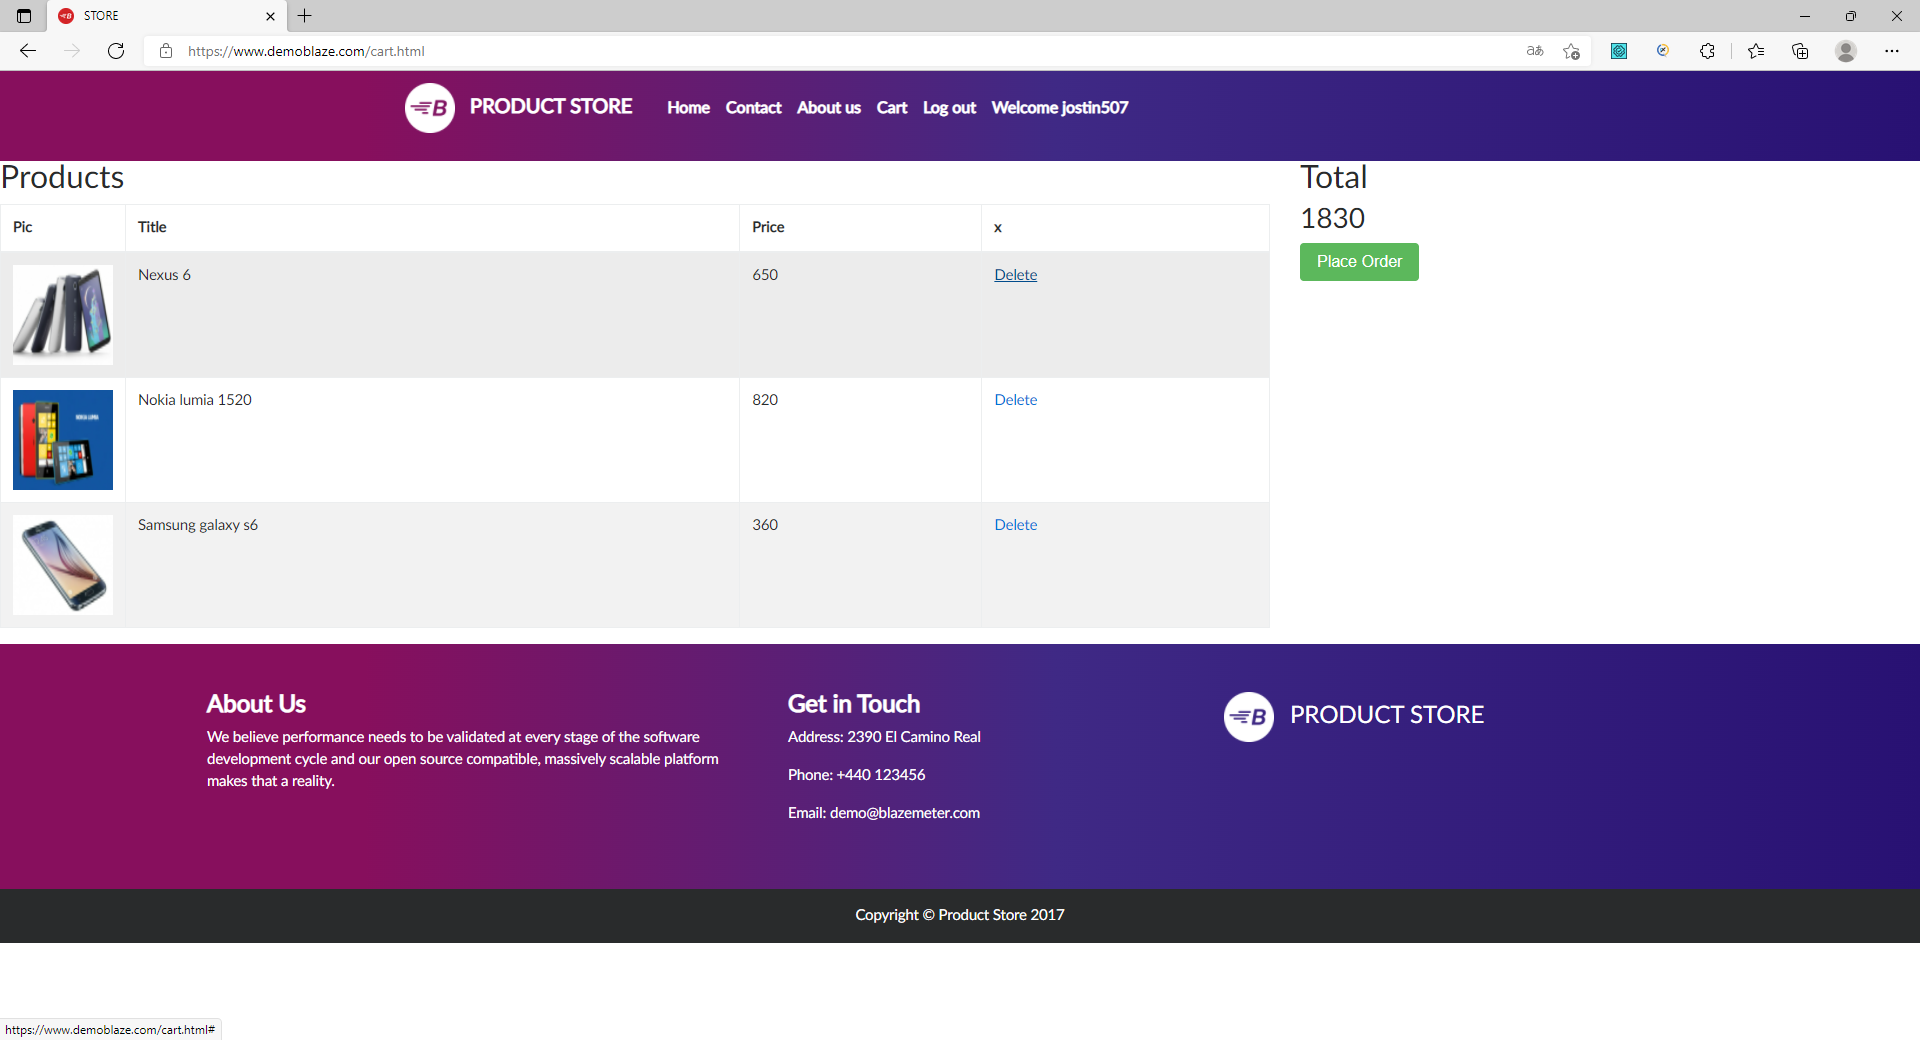 STORE
https://www.demoblaze.com/cart.html
PRODUCT STORE Home Contact About us Cart Log out Welcome jostin507
Products
Pic Title Price x
Nexus 6 650 Delete
Nokia lumia 1520 820 Delete
NOKIA LUMIA
Samsung galaxy s6 360 Delete
Total
1830
Place Order
About Us
We believe performance needs to be validated at every stage of the software
development cycle and our open source compatible, massively scalable platform
makes that a reality.
Get in Touch
Address: 2390 El Camino Real
Phone: +440 123456
Email: demo@blazemeter.com
PRODUCT STORE
Copyright © Product Store 2017
https://www.demoblaze.com/cart.html#